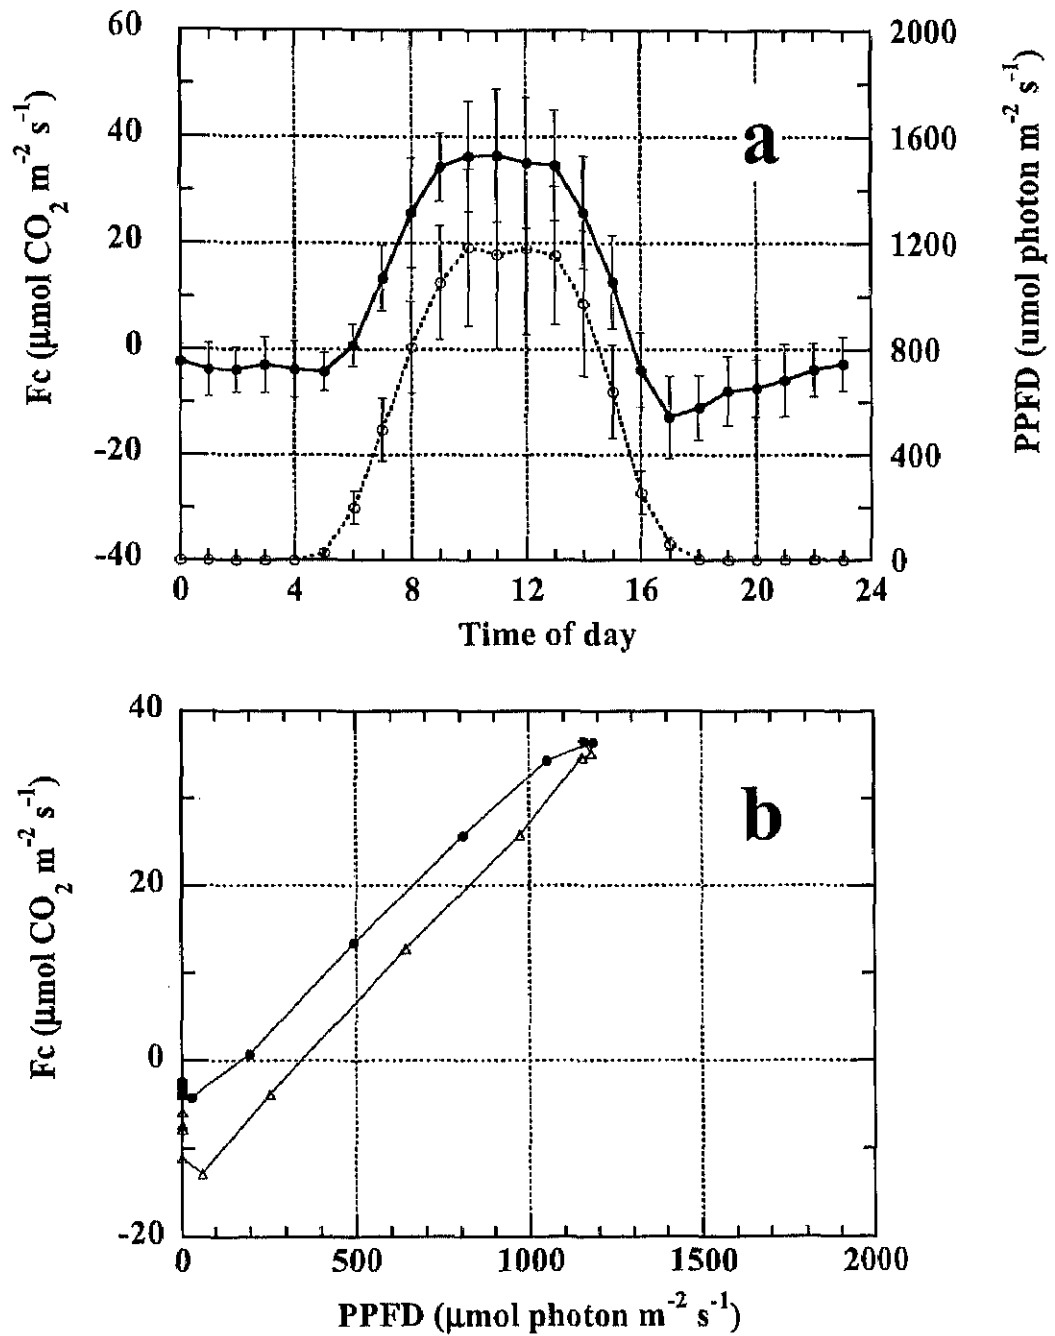 60
40
20
0
-20
-40
Fc (μmol CO2 m-2 s-1)
2000
1600
1200
800
400
0
PPFD (umol photon m-2 s-1)
a
0 4 8 12 16 20 24
Time of day
40
20
0
-20
Fc (μmol CO2 m-2 s-1)
b
0 500 1000 1500 2000
PPFD (μmol photon m-2 s-1)